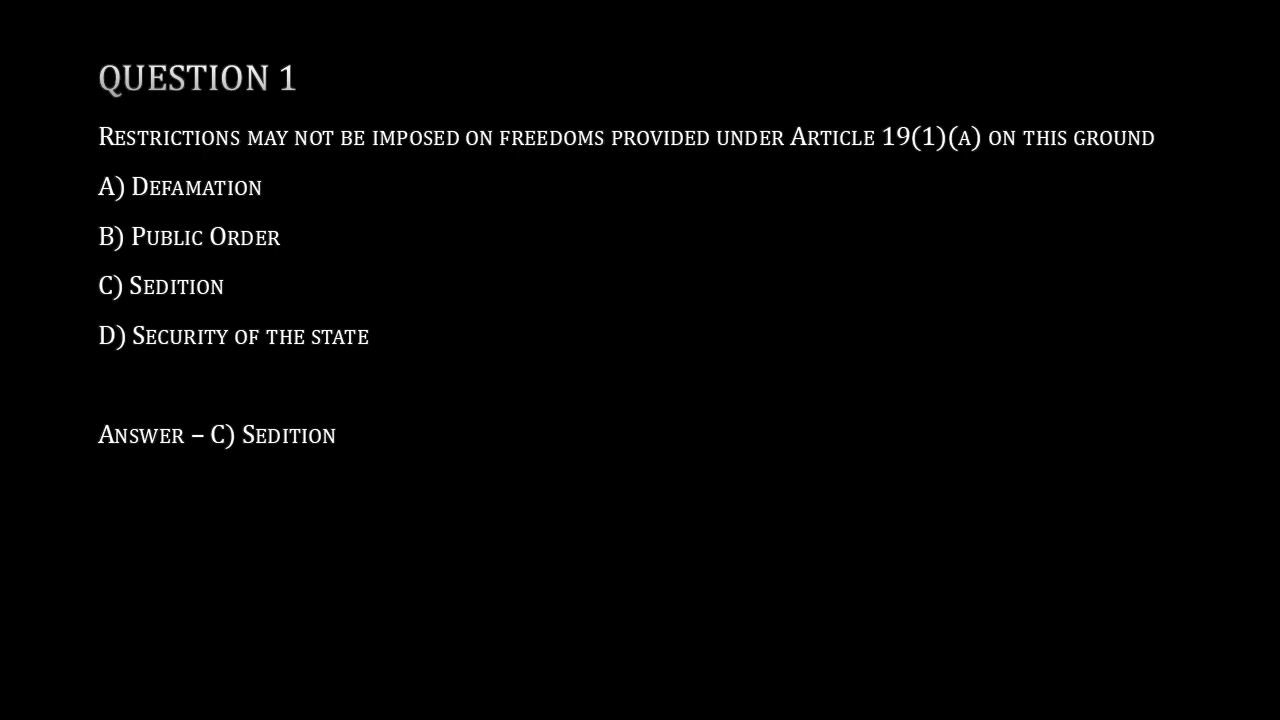 QUESTION 1
Restrictions may not be imposed on freedoms provided under Article 19(1)(a) on this ground
A) Defamation
B) Public Order
C) Sedition
D) Security of the state
Answer – C) Sedition